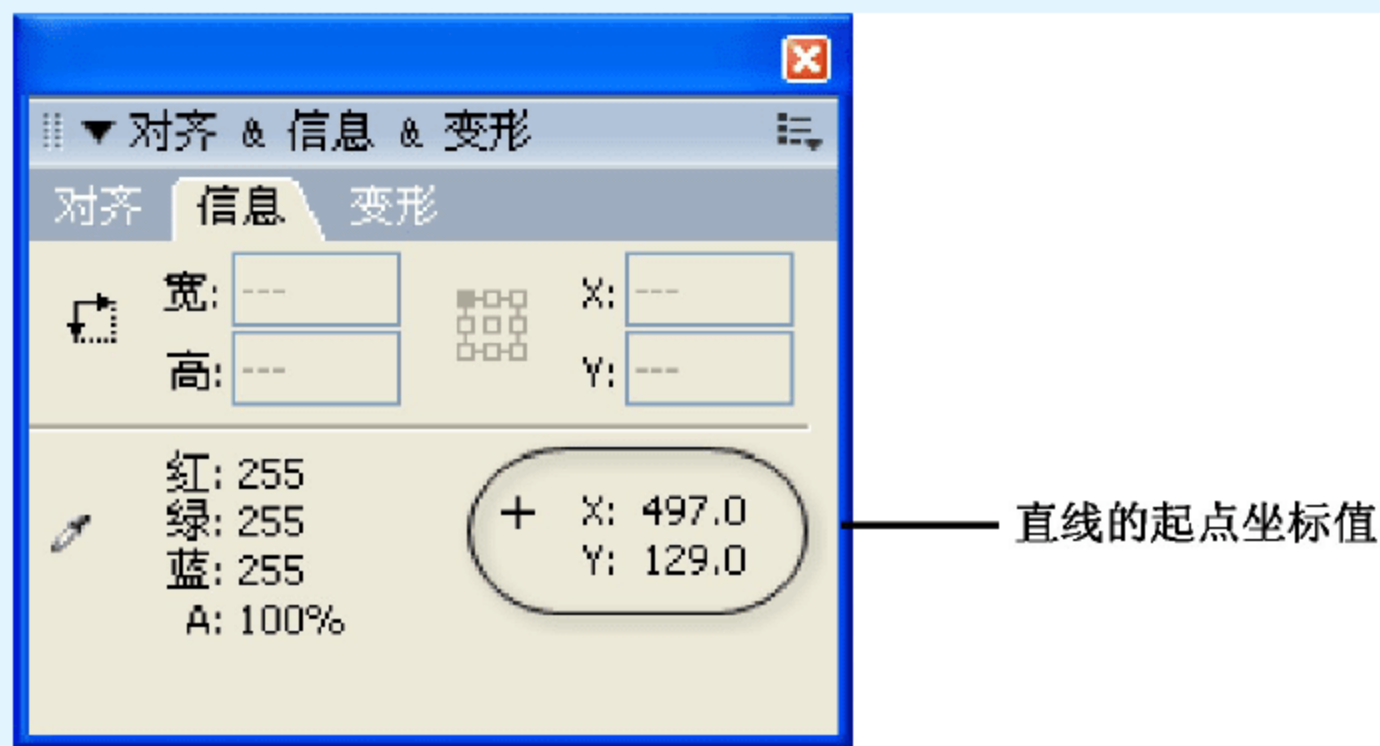 对齐 & 信息 & 变形
对齐 信息 变形
宽: --- X: ---
高: --- Y: ---
红: 255
绿: 255
蓝: 255
A: 100%
+ X: 497.0
Y: 129.0
直线的起点坐标值